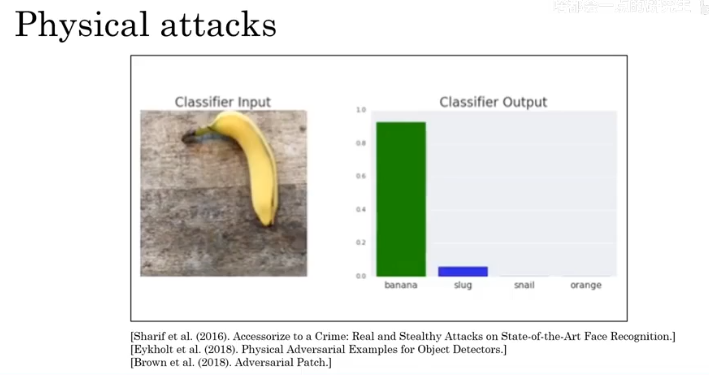 Physical attacks
Classifier Input
Classifier Output
1.0
0.8
0.6
0.4
0.2
0.0
banana slug snail orange
[Sharif et al. (2016). Accessorize to a Crime: Real and Stealthy Attacks on State-of-the-Art Face Recognition.]
[Eykholt et al. (2018). Physical Adversarial Examples for Object Detectors.]
[Brown et al. (2018). Adversarial Patch.]